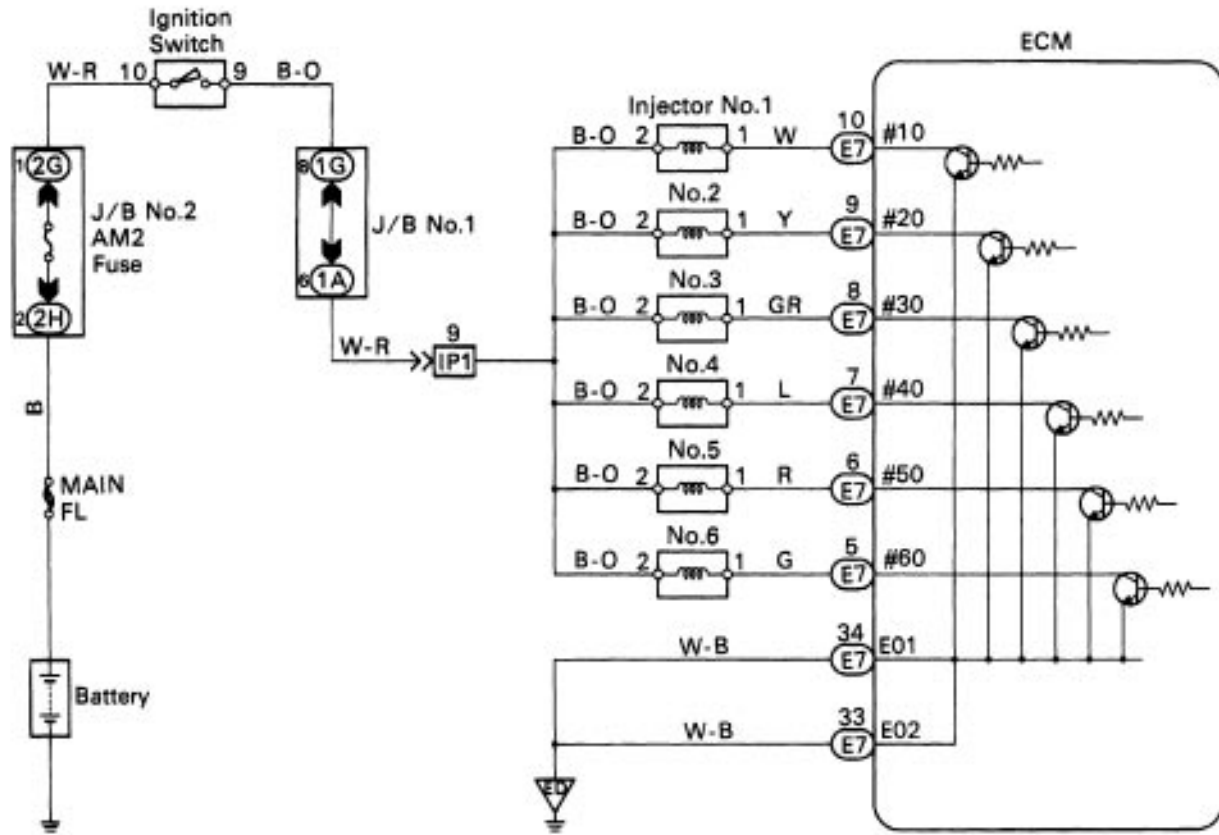 Ignition
Switch
ECM
W-R 10 9 B-O
Injector No.1
B-O 2 1 W 10 E7 #10
1 2G
8 1G
J/B No.2
AM2
Fuse
J/B No.1
No.2
B-O 2 1 Y 9 E7 #20
2 2H
6 1A
No.3
B-O 2 1 GR 8 E7 #30
W-R 9 IP1
No.4
B-O 2 1 L 7 E7 #40
B
MAIN
FL
No.5
B-O 2 1 R 6 E7 #50
No.6
B-O 2 1 G 5 E7 #60
W-B 34 E7 E01
Battery
W-B 33 E7 E02
ED